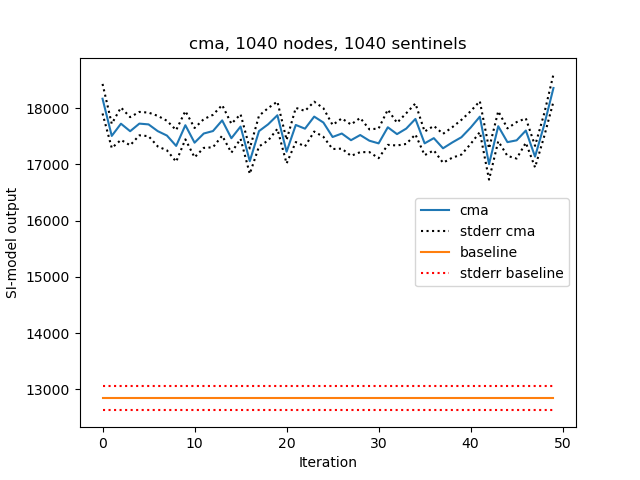 cma, 1040 nodes, 1040 sentinels
18000
17000
16000
15000
14000
13000
SI-model output
cma
stderr cma
baseline
stderr baseline
0 10 20 30 40 50
Iteration